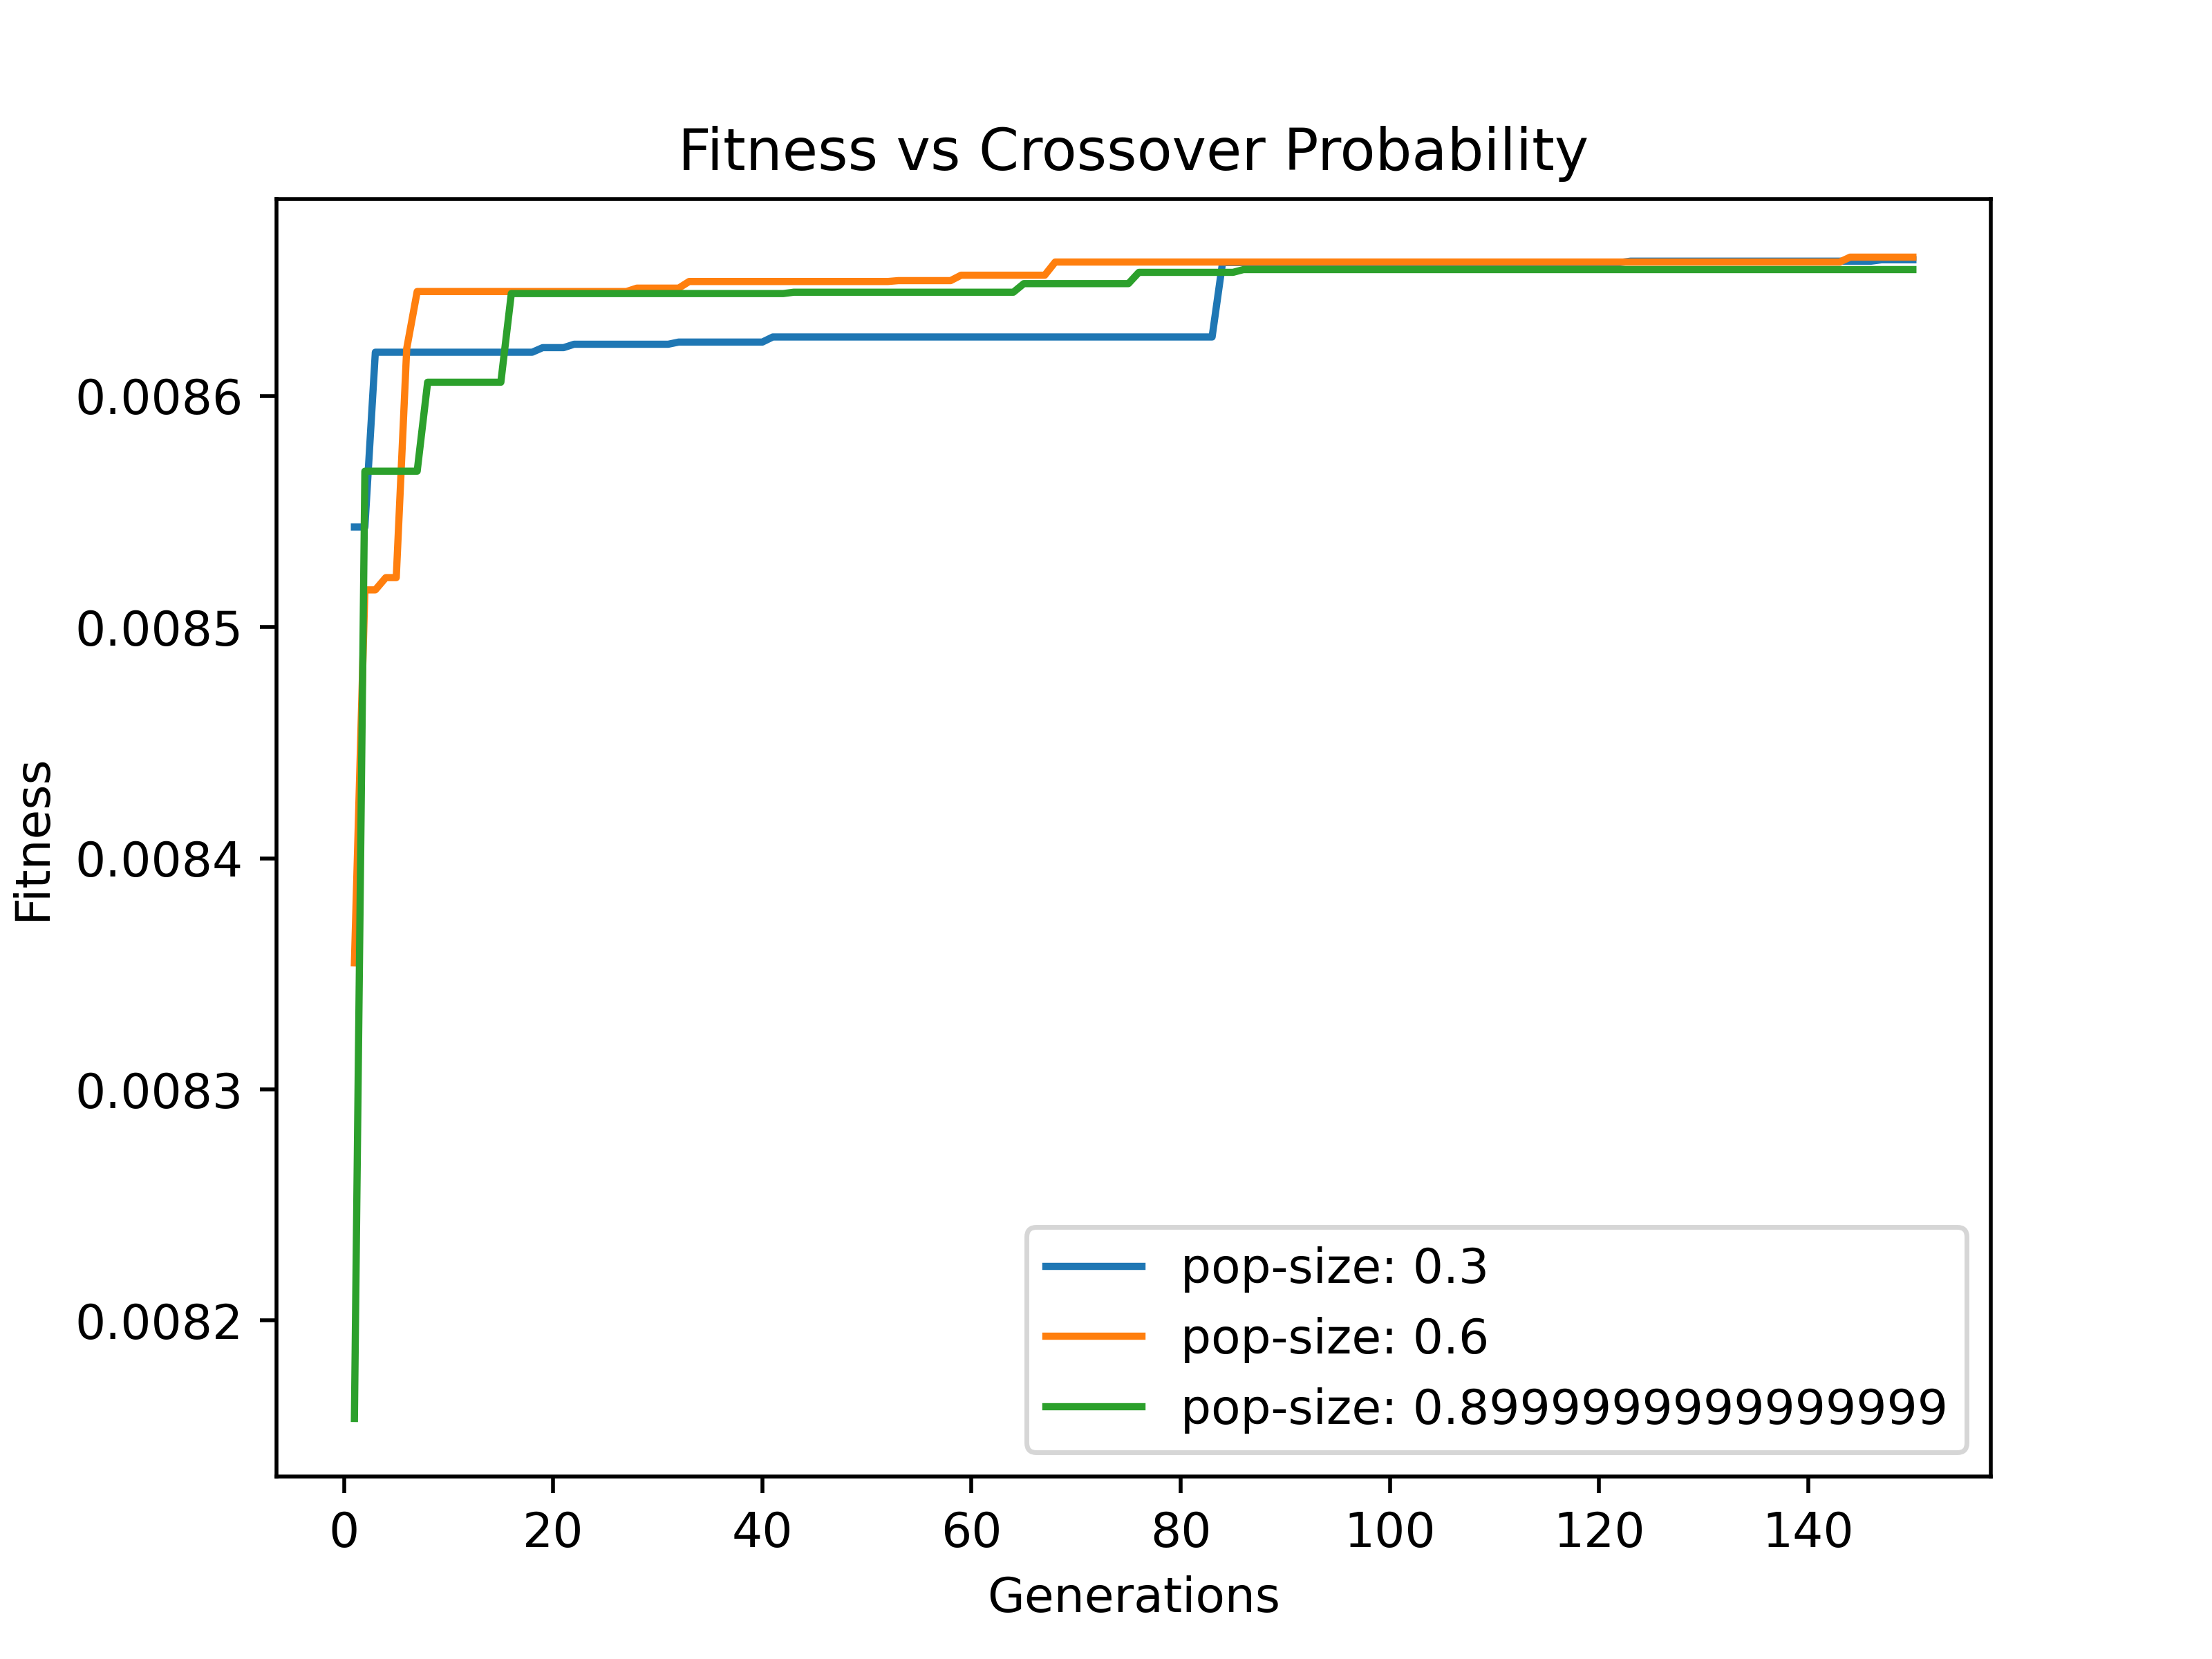 Fitness vs Crossover Probability
Fitness
0.0086
0.0085
0.0084
0.0083
0.0082
pop-size: 0.3
pop-size: 0.6
pop-size: 0.8999999999999999
0 20 40 60 80 100 120 140
Generations